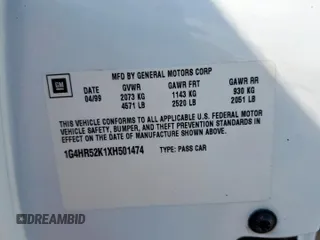 GM
MFD BY GENERAL MOTORS CORP
DATE GVWR GAWR FRT GAWR RR
04/99 2073 KG 1143 KG 930 KG
4571 LB 2520 LB 2051 LB
THIS VEHICLE CONFORMS TO ALL APPLICABLE U.S. FEDERAL MOTOR
VEHICLE SAFETY, BUMPER, AND THEFT PREVENTION STANDARDS IN
EFFECT ON THE DATE OF MANUFACTURE SHOWN ABOVE.
1G4HR52K1XH501474 TYPE: PASS CAR
DREAMBID